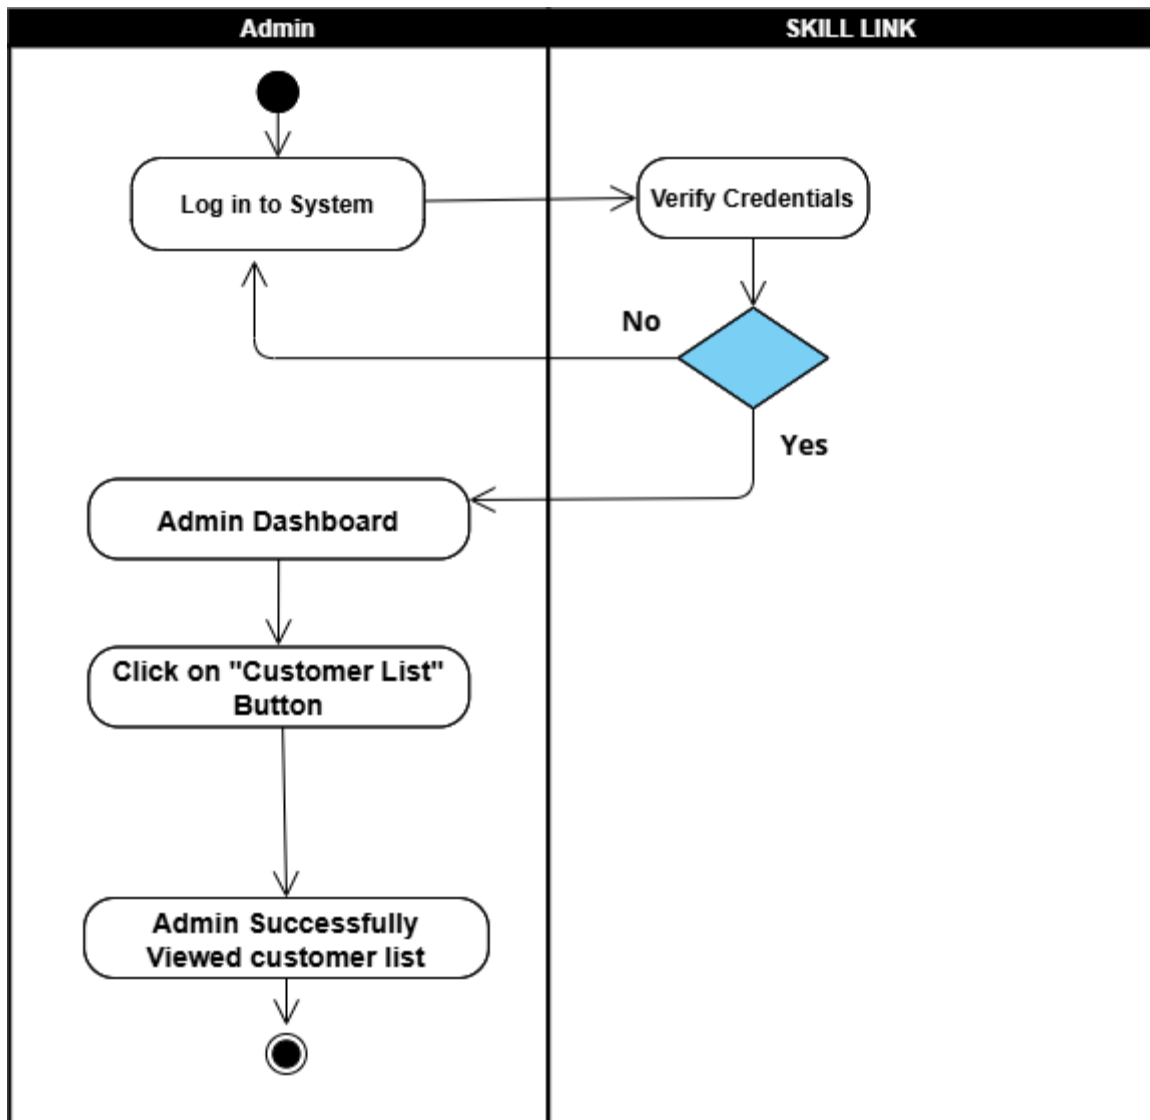 Admin
SKILL LINK
Log in to System
Verify Credentials
No
Yes
Admin Dashboard
Click on "Customer List"
Button
Admin Successfully
Viewed customer list